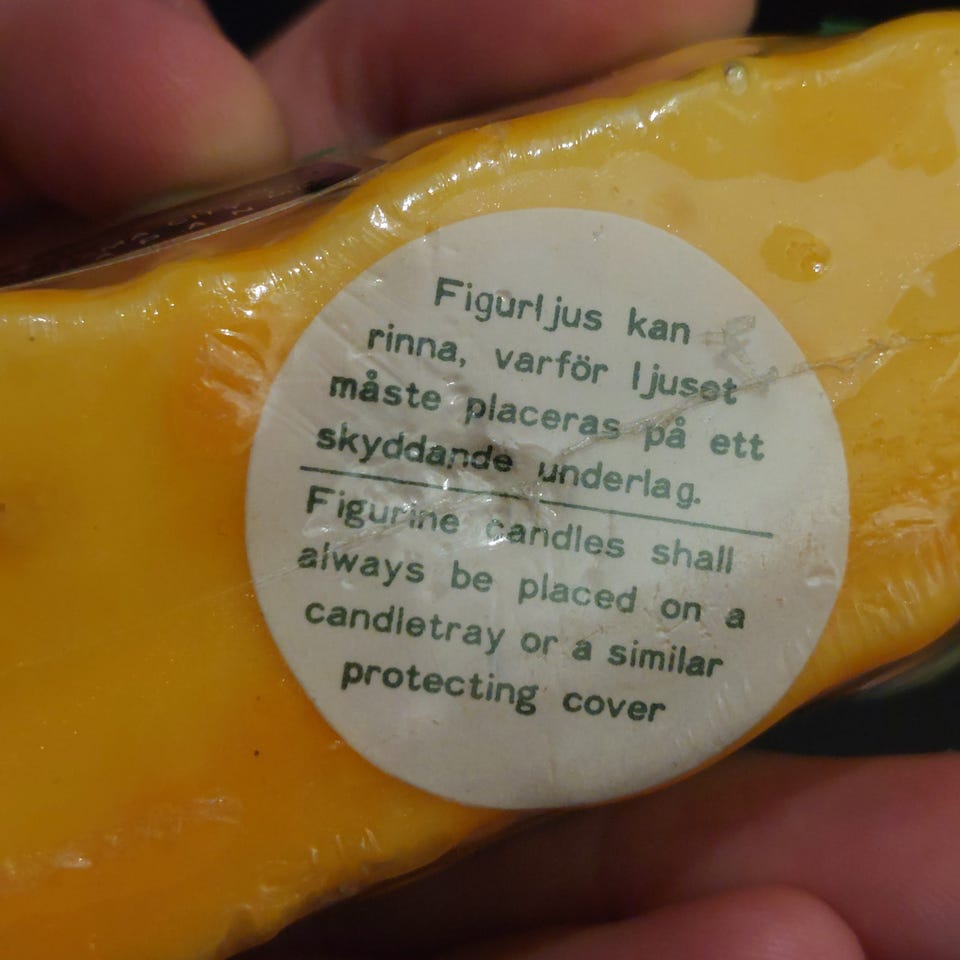 Figurljus kan
rinna, varför ljuset
måste placeras på ett
skyddande underlag.
Figurine candles shall
always be placed on a
candletray or a similar
protecting cover